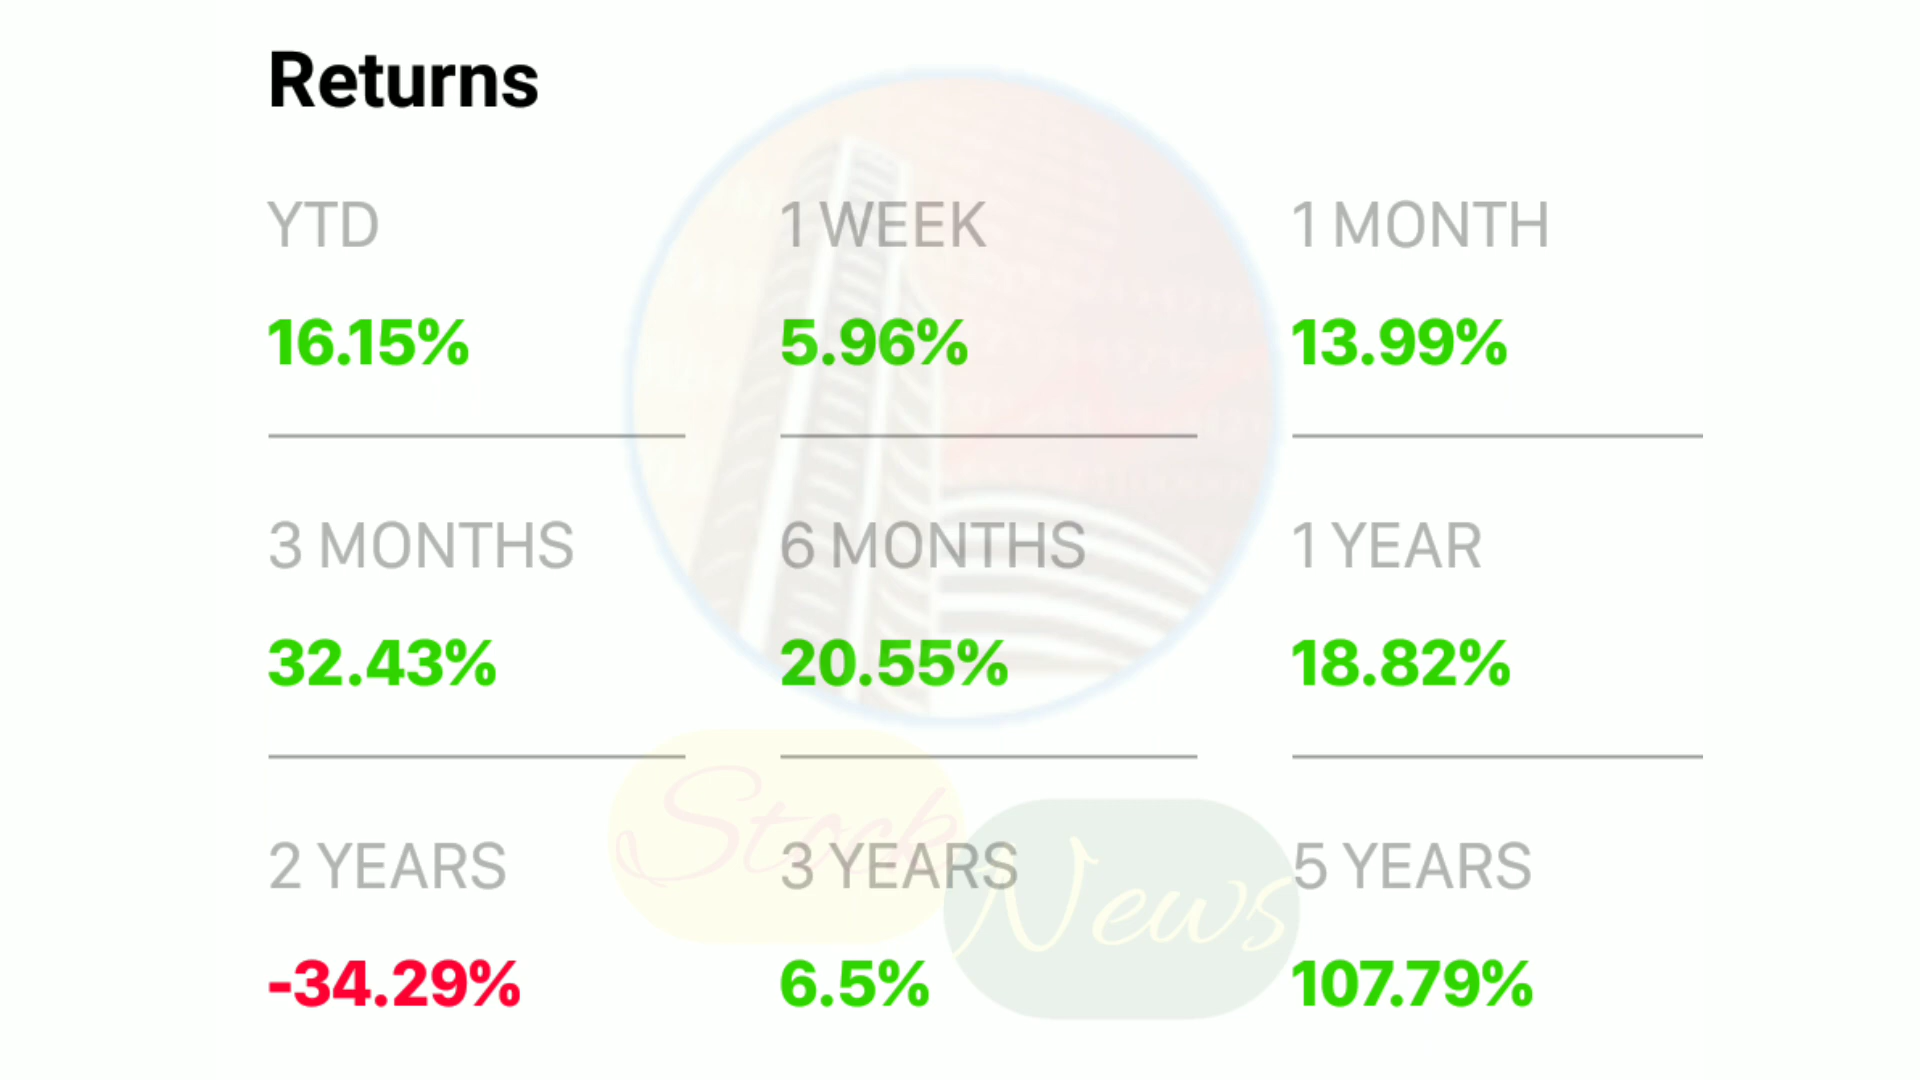 Returns
YTD 1 WEEK 1 MONTH
16.15% 5.96% 13.99%
3 MONTHS 6 MONTHS 1 YEAR
32.43% 20.55% 18.82%
Stock
2 YEARS 3 YEARS 5 YEARS
News
-34.29% 6.5% 107.79%